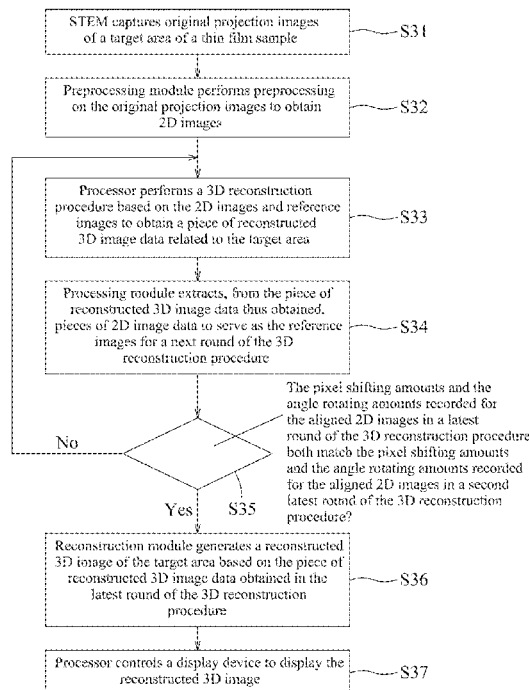 STEM captures original projection images
of a target area of a thin film sample
S31
Preprocessing module performs preprocessing
on the original projection images to obtain
2D images
S32
Processor performs a 3D reconstruction
procedure based on the 2D images and reference
images to obtain a piece of reconstructed
3D image data related to the target area
S33
Processing module extracts, from the piece of
reconstructed 3D image data thus obtained,
pieces of 2D image data to serve as the reference
images for a next round of the 3D
reconstruction procedure
S34
The pixel shifting amounts and the
angle rotating amounts recorded for
the aligned 2D images in a latest
round of the 3D reconstruction procedure
both match the pixel shifting amounts
and the angle rotating amounts recorded
for the aligned 2D images in a second
latest round of the 3D reconstruction
procedure?
No
Yes
S35
Reconstruction module generates a reconstructed
3D image of the target area based on the piece of
reconstructed 3D image data obtained in the
latest round of the 3D reconstruction
procedure
S36
Processor controls a display device to display the
reconstructed 3D image
S37